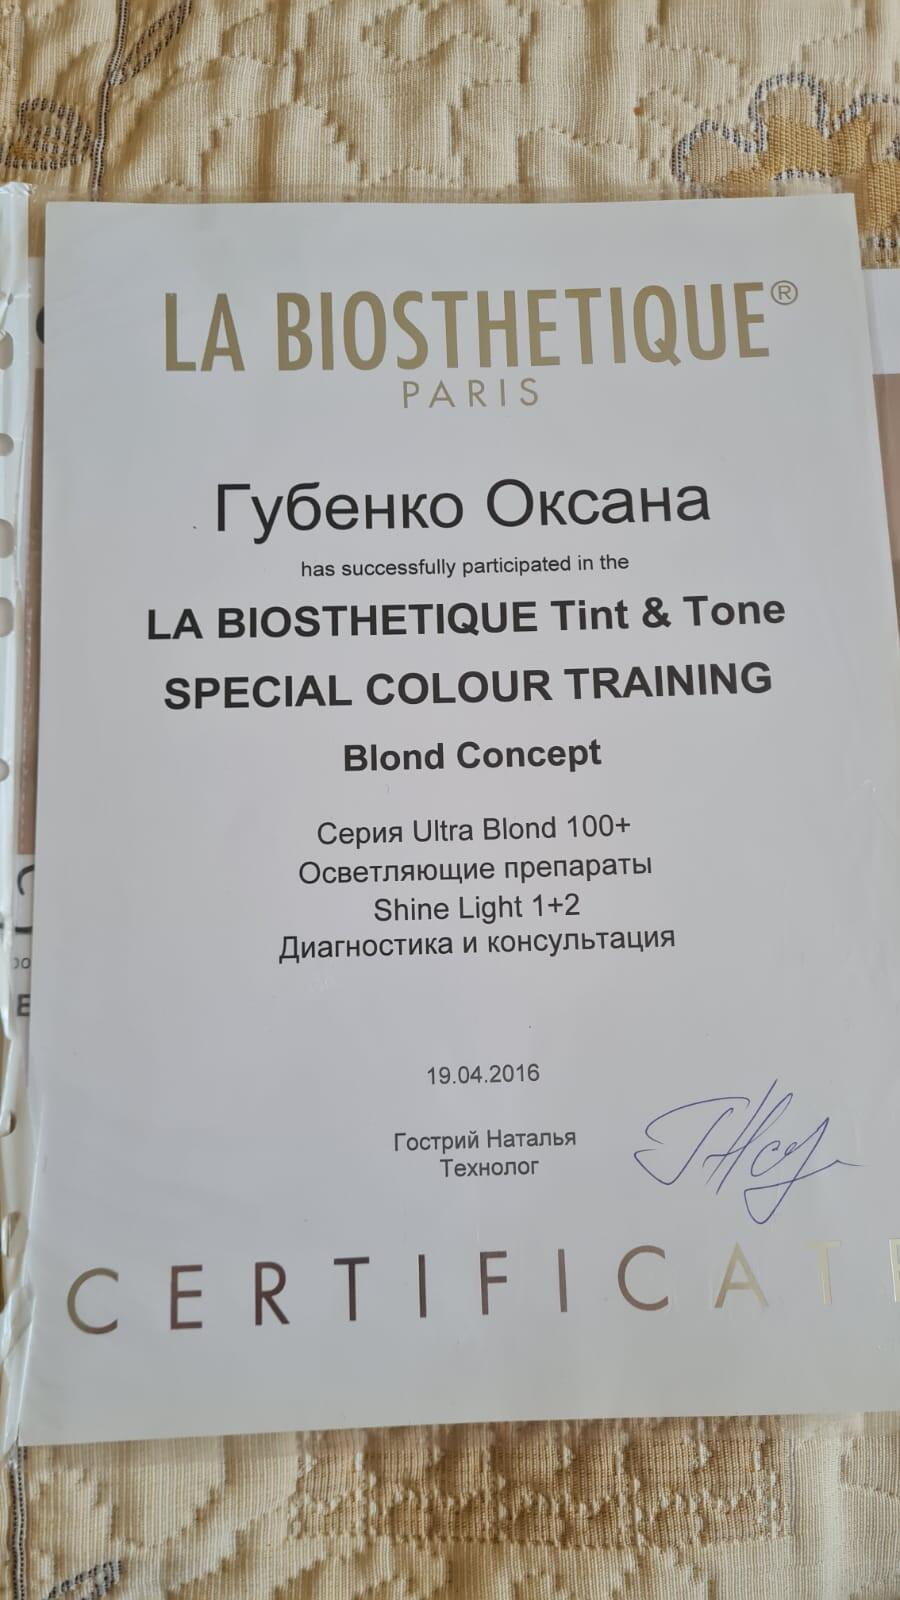 LA BIOSTHETIQUE®
PARIS
Губенко Оксана
has successfully participated in the
LA BIOSTHETIQUE Tint & Tone
SPECIAL COLOUR TRAINING
Blond Concept
Серия Ultra Blond 100+
Осветляющие препараты
Shine Light 1+2
Диагностика и консультация
19.04.2016
Гострий Наталья
Технолог
CERTIFICATE